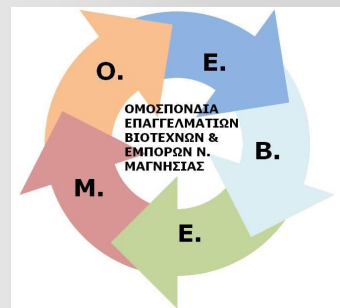 Ο.
Ε.
ΟΜΟΣΠΟΝΔΙΑ
ΕΠΑΓΓΕΛΜΑΤΙΩΝ
ΒΙΟΤΕΧΝΩΝ &
ΕΜΠΟΡΩΝ Ν.
ΜΑΓΝΗΣΙΑΣ
Β.
Μ.
Ε.